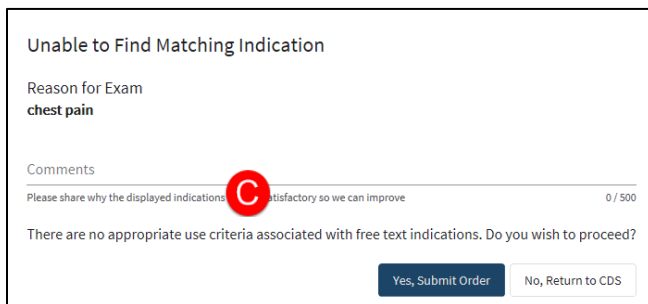 Unable to Find Matching Indication
Reason for Exam
chest pain
Comments
Please share why the displayed indications C atisfactory so we can improve 0 / 500
There are no appropriate use criteria associated with free text indications. Do you wish to proceed?
Yes, Submit Order No, Return to CDS